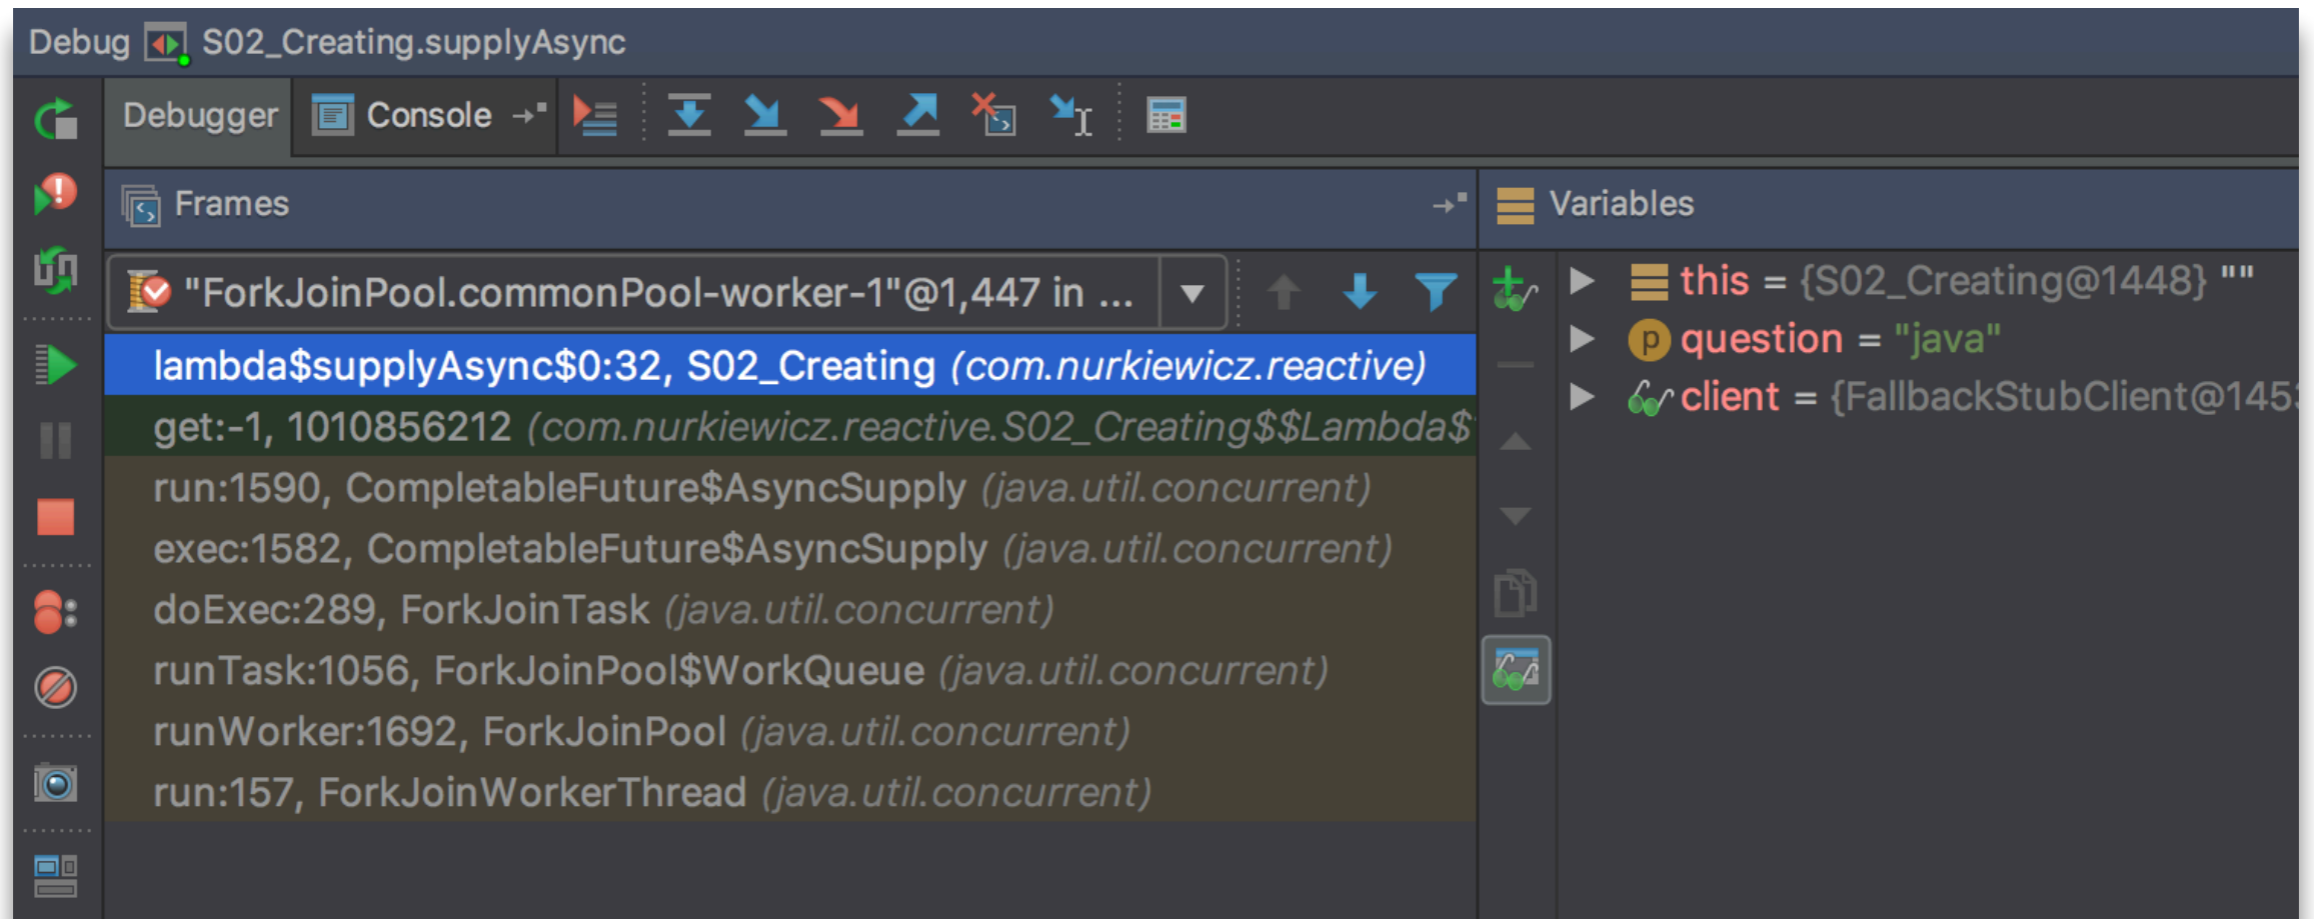 Debug S02_Creating.supplyAsync
Debugger Console
Frames
Variables
"ForkJoinPool.commonPool-worker-1"@1,447 in ...
lambda$supplyAsync$0:32, S02_Creating (com.nurkiewicz.reactive)
get:-1, 1010856212 (com.nurkiewicz.reactive.S02_Creating$$Lambda$
run:1590, CompletableFuture$AsyncSupply (java.util.concurrent)
exec:1582, CompletableFuture$AsyncSupply (java.util.concurrent)
doExec:289, ForkJoinTask (java.util.concurrent)
runTask:1056, ForkJoinPool$WorkQueue (java.util.concurrent)
runWorker:1692, ForkJoinPool (java.util.concurrent)
run:157, ForkJoinWorkerThread (java.util.concurrent)
this = {S02_Creating@1448} ""
p question = "java"
client = {FallbackStubClient@145